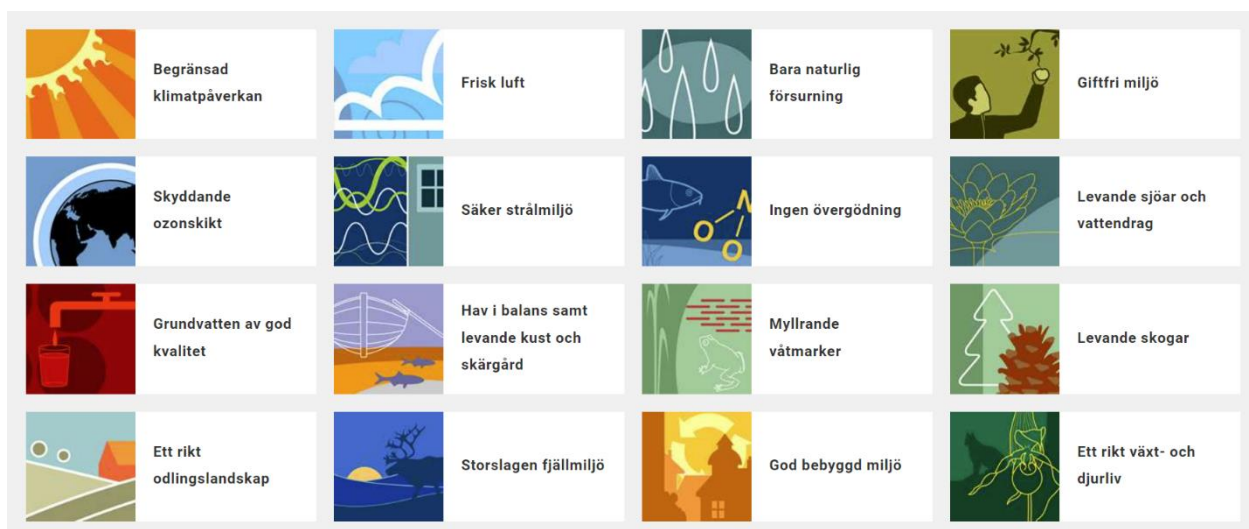 Begränsad
klimatpåverkan
Frisk luft
Bara naturlig
försurning
Giftfri miljö
Skyddande
ozonskikt
Säker strålmiljö
Ingen övergödning
N
O
O
Levande sjöar och
vattendrag
Grundvatten av god
kvalitet
Hav i balans samt
levande kust och
skärgård
Myllrande
våtmarker
Levande skogar
Ett rikt
odlingslandskap
Storslagen fjällmiljö
God bebyggd miljö
Ett rikt växt- och
djurliv